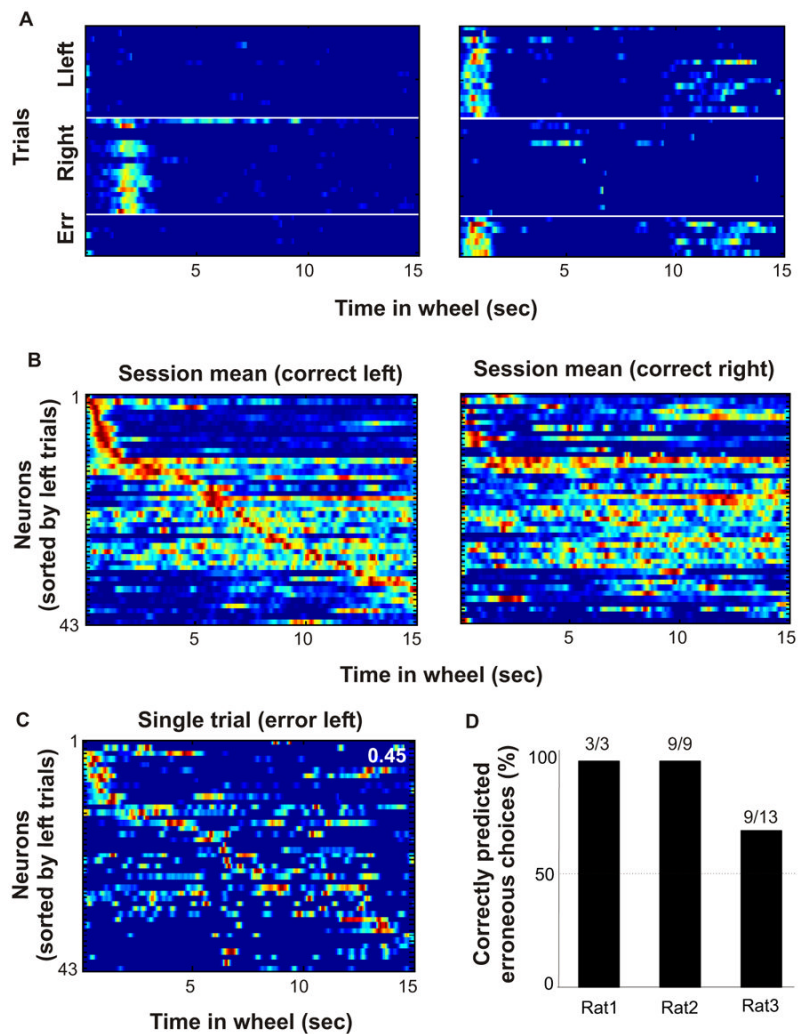 A
Trials
Lleft
Right
Err
5
10
15
5
10
15
Time in wheel (sec)
B
Session mean (correct left)
Session mean (correct right)
Neurons
(sorted by left trials)
1
43
5
10
15
5
10
15
Time in wheel (sec)
C
Single trial (error left)
0.45
Neurons
(sorted by left trials)
1
43
5
10
15
Time in wheel (sec)
D
Correctly predicted
erroneous choices (%)
100
50
0
3/3
9/9
9/13
Rat1
Rat2
Rat3